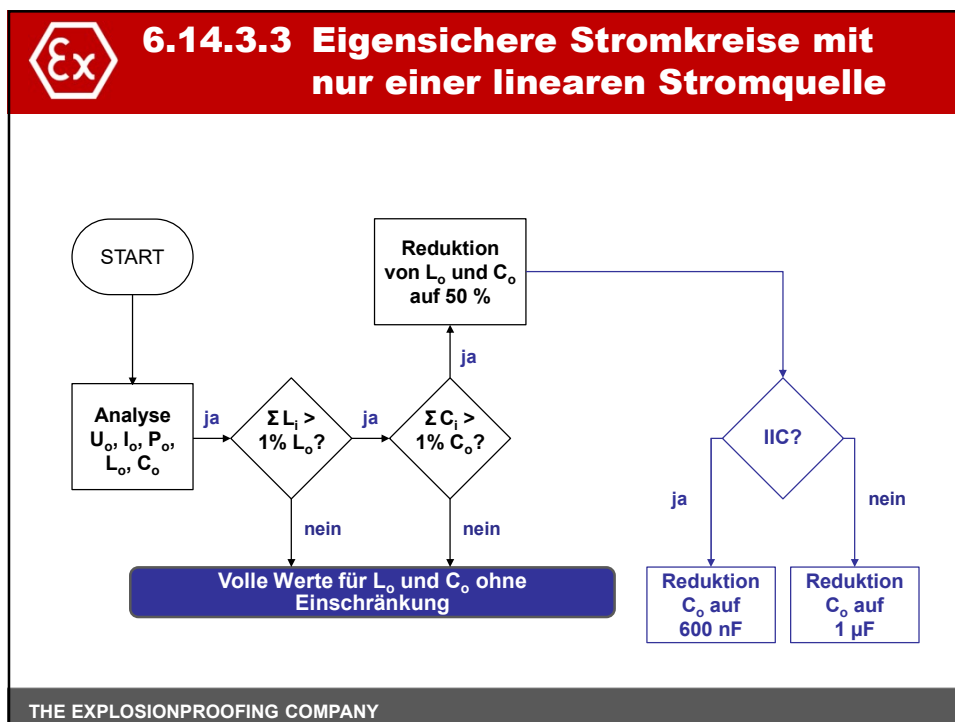 Ex
6.14.3.3 Eigensichere Stromkreise mit
nur einer linearen Stromquelle
START
Reduktion
von Lₒ und Cₒ
auf 50 %
ja
Analyse
Uₒ, Iₒ, Pₒ,
Lₒ, Cₒ
ja
Σ Lᵢ >
1% Lₒ?
ja
Σ Cᵢ >
1% Cₒ?
IIC?
nein
nein
ja
nein
Volle Werte für Lₒ und Cₒ ohne
Einschränkung
Reduktion
Cₒ auf
600 nF
Reduktion
Cₒ auf
1 µF
THE EXPLOSIONPROOFING COMPANY